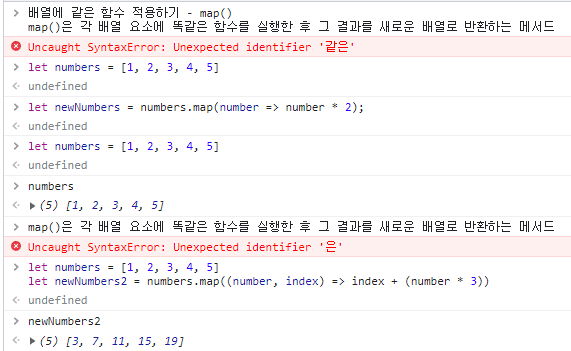 배열에 같은 함수 적용하기 - map()
map()은 각 배열 요소에 똑같은 함수를 실행한 후 그 결과를 새로운 배열로 반환하는 메서드
Uncaught SyntaxError: Unexpected identifier '같은'
let numbers = [1, 2, 3, 4, 5]
undefined
let newNumbers = numbers.map(number => number * 2);
undefined
let numbers = [1, 2, 3, 4, 5]
undefined
numbers
(5) [1, 2, 3, 4, 5]
map()은 각 배열 요소에 똑같은 함수를 실행한 후 그 결과를 새로운 배열로 반환하는 메서드
Uncaught SyntaxError: Unexpected identifier '은'
let numbers = [1, 2, 3, 4, 5]
let newNumbers2 = numbers.map((number, index) => index + (number * 3))
undefined
newNumbers2
(5) [3, 7, 11, 15, 19]